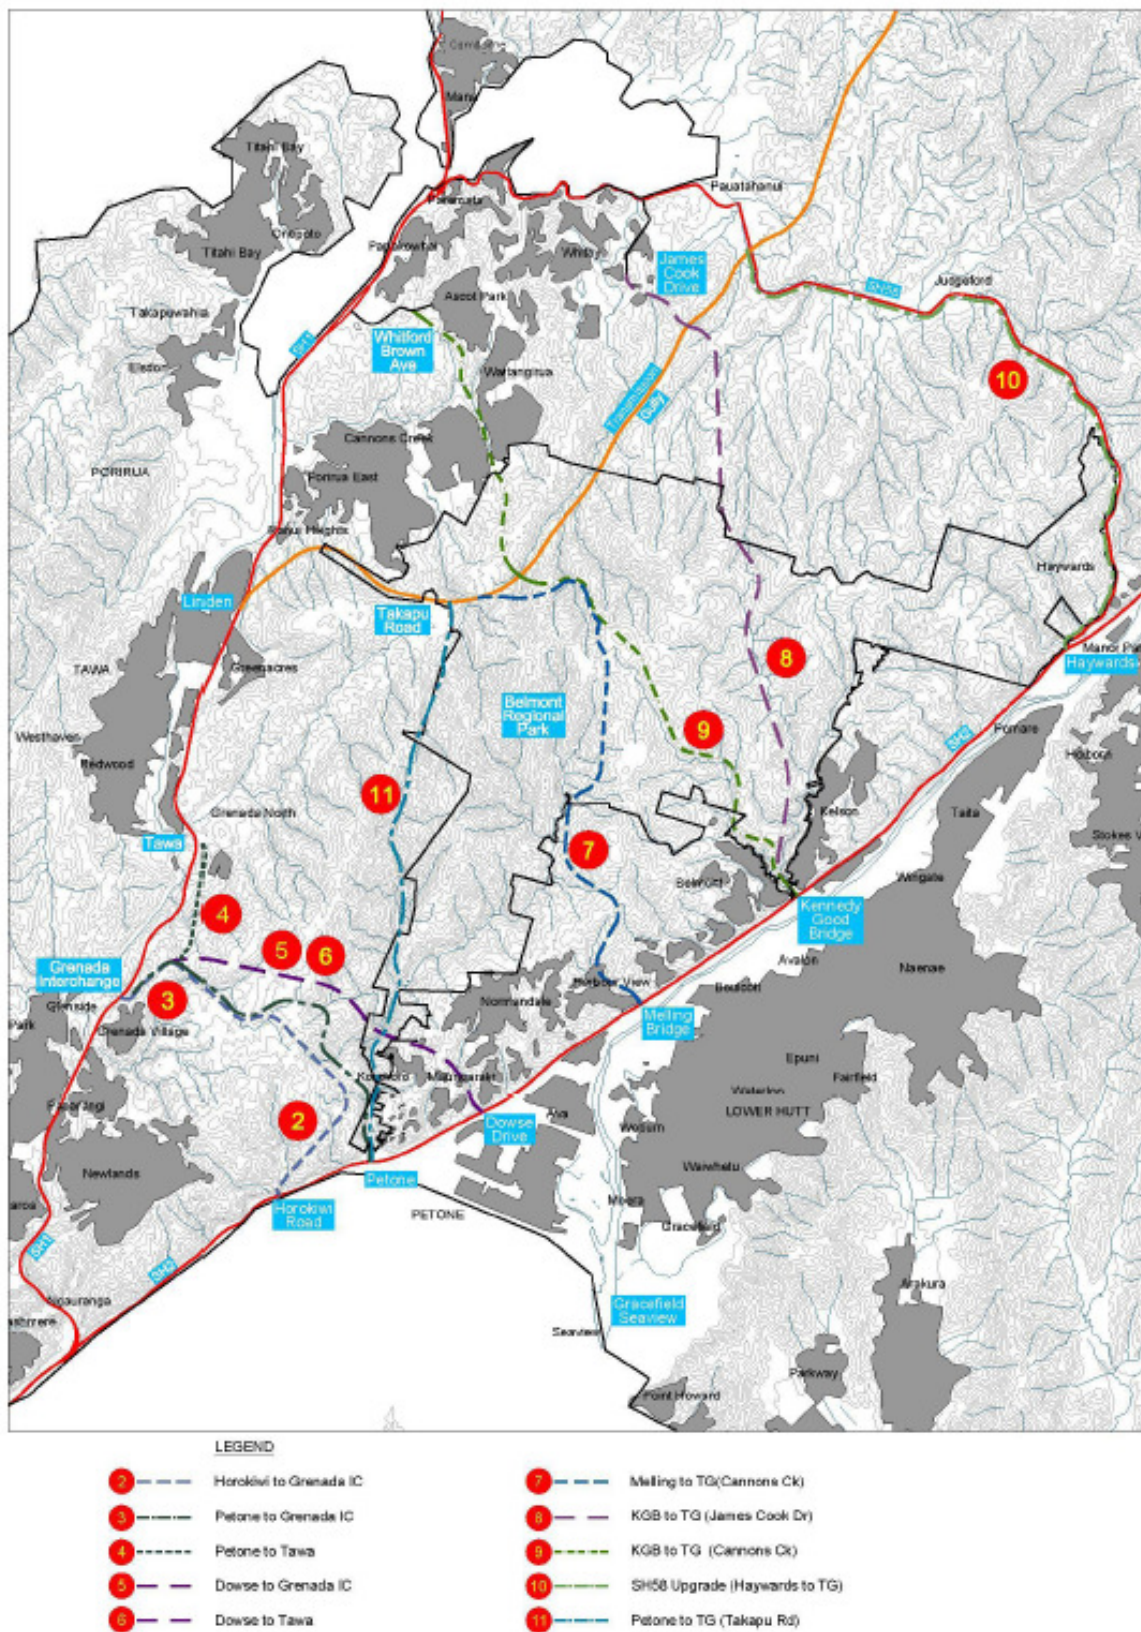 Mana
Titahi Bay
Pauatahanui
Onepoto
Titahi Bay
Papakowhai
Whitby
James
Cook
Drive
SH58
Judgeford
Ascot Park
Takapuwahia
SH1
Whitford
Brown
Ave
Elsdon
Waitangirua
10
Transmission
Gully
Cannons Creek
PORIRUA
Porirua East
Ranui Heights
Haywards
Linden
Takapu
Road
TAWA
Greenacres
8
Manor Park
Haywards
Belmont
Regional
Park
9
Westhaven
Redwood
SH2
Pomare
Holborn
11
Grenada North
Kelson
Taita
Tawa
7
Stokes V
Wingate
Belmont
4
Kennedy
Good
Bridge
5
6
Avalon
Naenae
Grenada
Interchange
3
Harbour View
Boulcott
Glenside
Normandale
Melling
Bridge
Park
Grenada Village
Epuni
Korokoro
Maungaraki
Fairfield
Waterloo
Paparangi
2
LOWER HUTT
Dowse
Drive
Ava
Woburn
Newlands
Waiwhetu
Petone
aroa
Horokiwi
Road
PETONE
Moera
Gracefield
SH1
SH2
Arakura
Ngauranga
Gracefield
Seaview
ashmere
Seaview
Parkway
Point Howard
LEGEND
2 Horokiwi to Grenada IC
3 Petone to Grenada IC
4 Petone to Tawa
5 Dowse to Grenada IC
6 Dowse to Tawa
7 Melling to TG(Cannons Ck)
8 KGB to TG (James Cook Dr)
9 KGB to TG (Cannons Ck)
10 SH58 Upgrade (Haywards to TG)
11 Petone to TG (Takapu Rd)